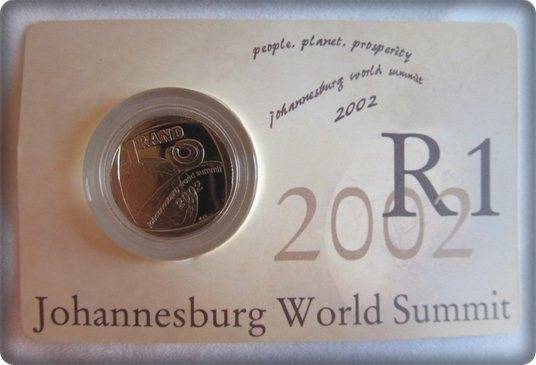 people. planet. prosperity
johannesburg world summit
2002
1 RAND
johannesburg world summit
2002
R1
2002
Johannesburg World Summit